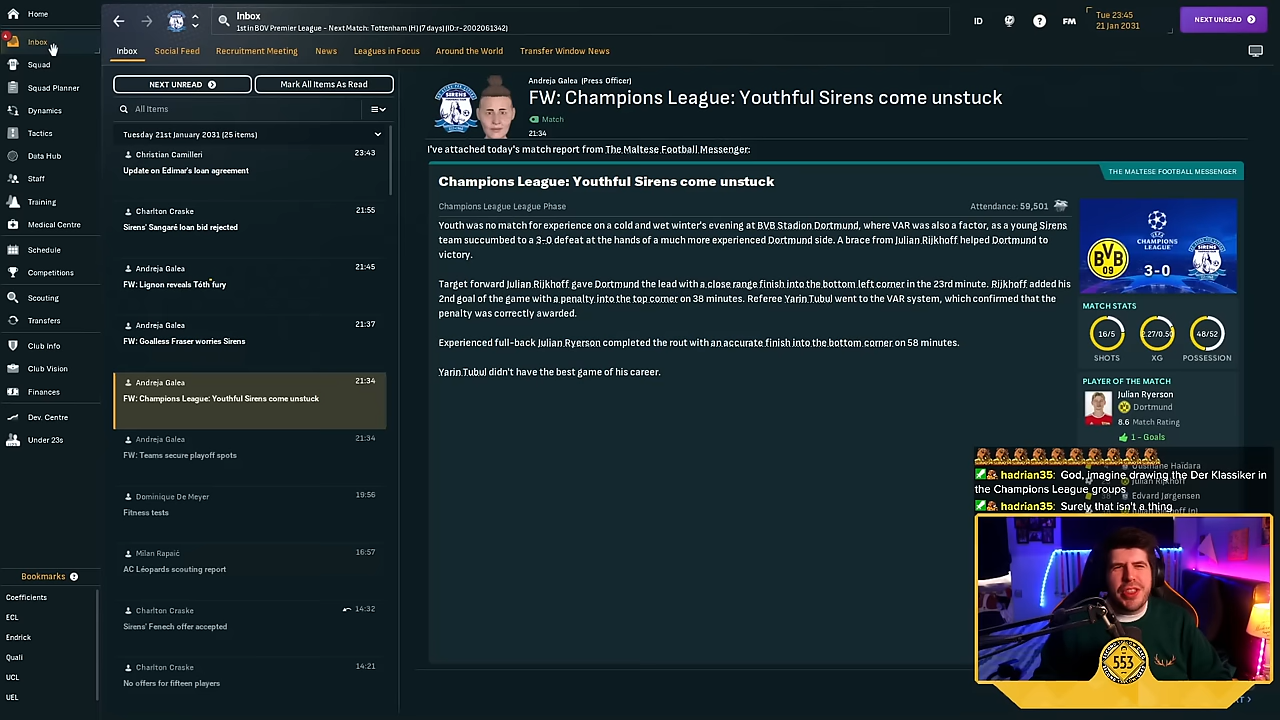 Home
Inbox
1st in BOV Premier League - Next Match: Tottenham (H) (7 days) (ID:r-2002061342)
ID
FM
Tue 23:45
21 Jan 2031
NEXT UNREAD
4
Inbox
Squad
Squad Planner
Dynamics
Tactics
Data Hub
Staff
Training
Medical Centre
Schedule
Competitions
Scouting
Transfers
Club Info
Club Vision
Finances
Dev. Centre
Under 23s
Bookmarks
Coefficients
ECL
Endrick
Quali
UCL
UEL
Inbox
Social Feed
Recruitment Meeting
News
Leagues in Focus
Around the World
Transfer Window News
NEXT UNREAD
Mark All Items As Read
All Items
Tuesday 21st January 2031 (25 items)
Christian Camilleri 23:43
Update on Edimar's loan agreement
Charlton Craske 21:55
Sirens' Sangaré loan bid rejected
Andreja Galea 21:45
FW: Lignon reveals Tóth fury
Andreja Galea 21:37
FW: Goalless Fraser worries Sirens
Andreja Galea 21:34
FW: Champions League: Youthful Sirens come unstuck
Andreja Galea 21:34
FW: Teams secure playoff spots
Dominique De Meyer 19:56
Fitness tests
Milan Rapaić 16:57
AC Léopards scouting report
Charlton Craske 14:32
Sirens' Fenech offer accepted
Charlton Craske 14:21
No offers for fifteen players
SIRENS
Andreja Galea (Press Officer)
FW: Champions League: Youthful Sirens come unstuck
Match
21:34
I've attached today's match report from The Maltese Football Messenger:
THE MALTESE FOOTBALL MESSENGER
Champions League: Youthful Sirens come unstuck
Champions League League Phase
Attendance: 59,501
Youth was no match for experience on a cold and wet winter's evening at BVB Stadion Dortmund, where VAR was also a factor, as a young Sirens
team succumbed to a 3-0 defeat at the hands of a much more experienced Dortmund side. A brace from Julian Rijkhoff helped Dortmund to
victory.
Target forward Julian Rijkhoff gave Dortmund the lead with a close range finish into the bottom left corner in the 23rd minute. Rijkhoff added his
2nd goal of the game with a penalty into the top corner on 38 minutes. Referee Yarin Tubul went to the VAR system, which confirmed that the
penalty was correctly awarded.
Experienced full-back Julian Ryerson completed the rout with an accurate finish into the bottom corner on 58 minutes.
Yarin Tubul didn't have the best game of his career.
CHAMPIONS
LEAGUE
BVB
09
3-0
MATCH STATS
16/5
2.27/0.50
48/52
SHOTS
XG
POSSESSION
PLAYER OF THE MATCH
Julian Ryerson
Dortmund
8.6 Match Rating
1 - Goals
Ousmane Haidara
Julian Rijkhoff
Edvard Jørgensen
hadrian35: God, imagine drawing the Der Klassiker in
the Champions League groups
hadrian35: Surely that isn't a thing
553